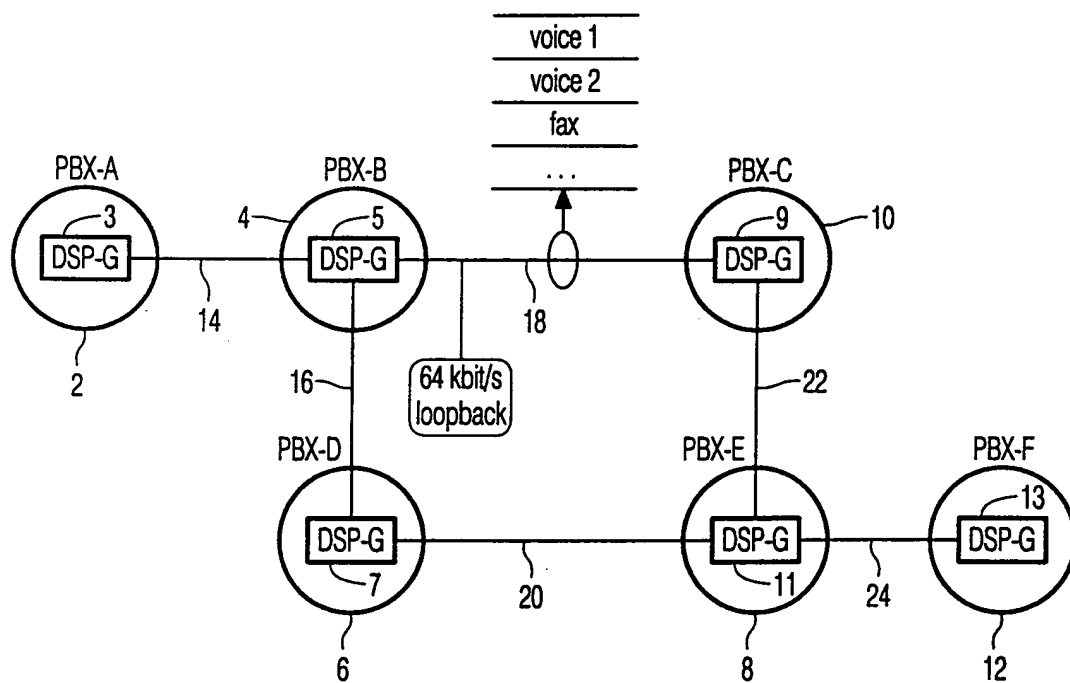 voice 1
voice 2
fax
...
PBX-A
PBX-B
PBX-C
3
4
5
9
10
DSP-G
DSP-G
DSP-G
14
18
2
16
64 kbit/s
loopback
22
PBX-D
PBX-E
PBX-F
13
DSP-G
DSP-G
DSP-G
7
11
20
24
6
8
12